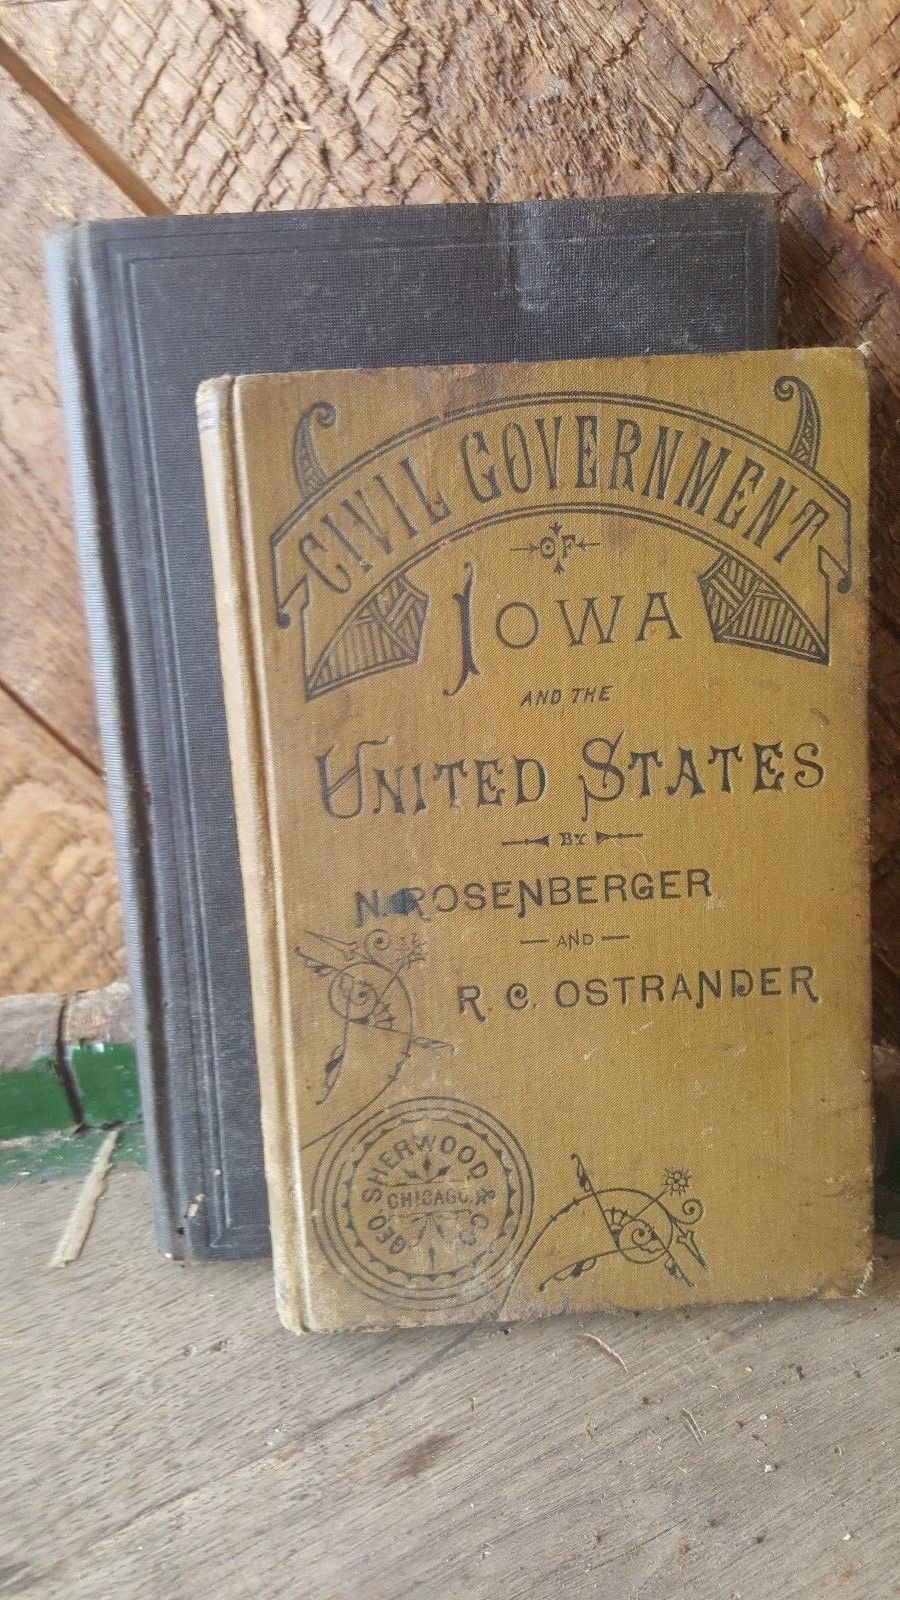 CIVIL GOVERNMENT
OF
IOWA
AND THE
UNITED STATES
BY
N. ROSENBERGER
AND
R. C. OSTRANDER
GEO SHERWOOD & CO.
CHICAGO.